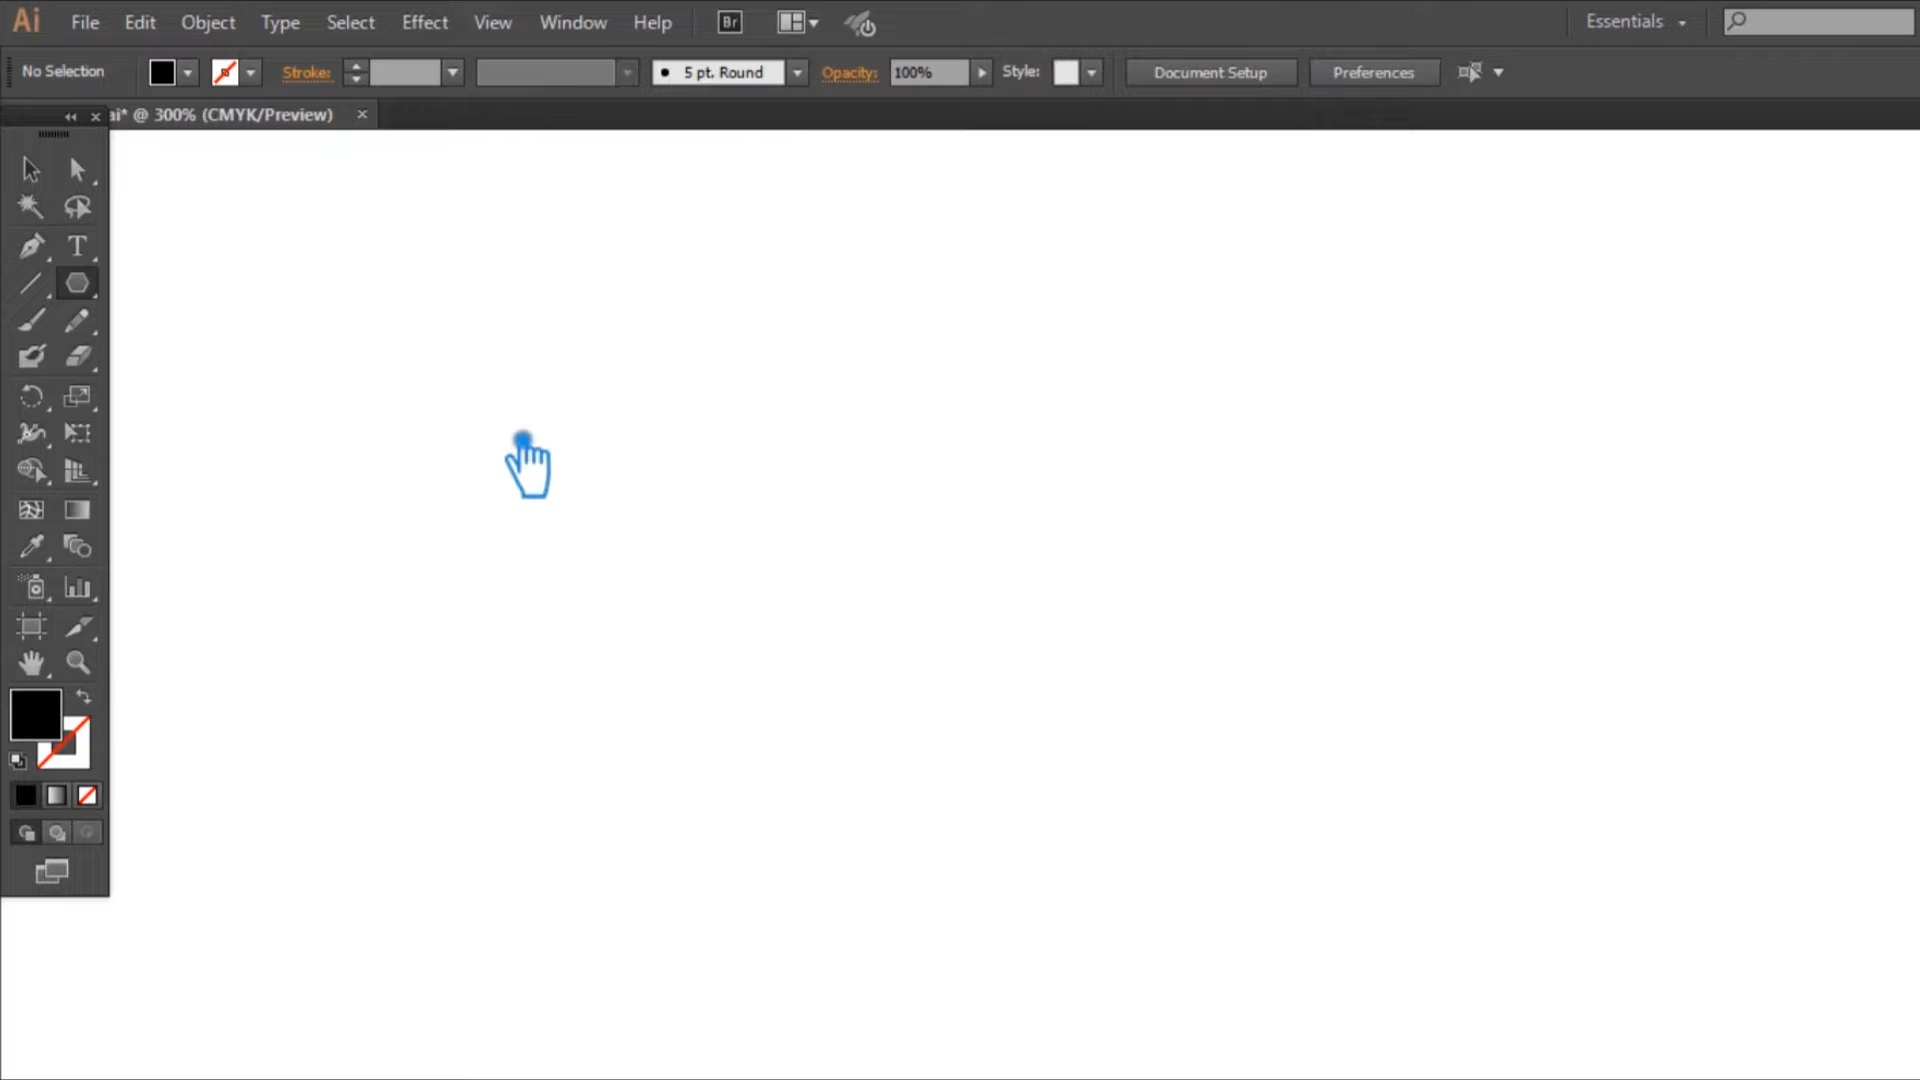 Ai File Edit Object Type Select Effect View Window Help Br Essentials
No Selection Stroke: 5 pt. Round Opacity: 100% Style: Document Setup Preferences
ai* @ 300% (CMYK/Preview) ×
T